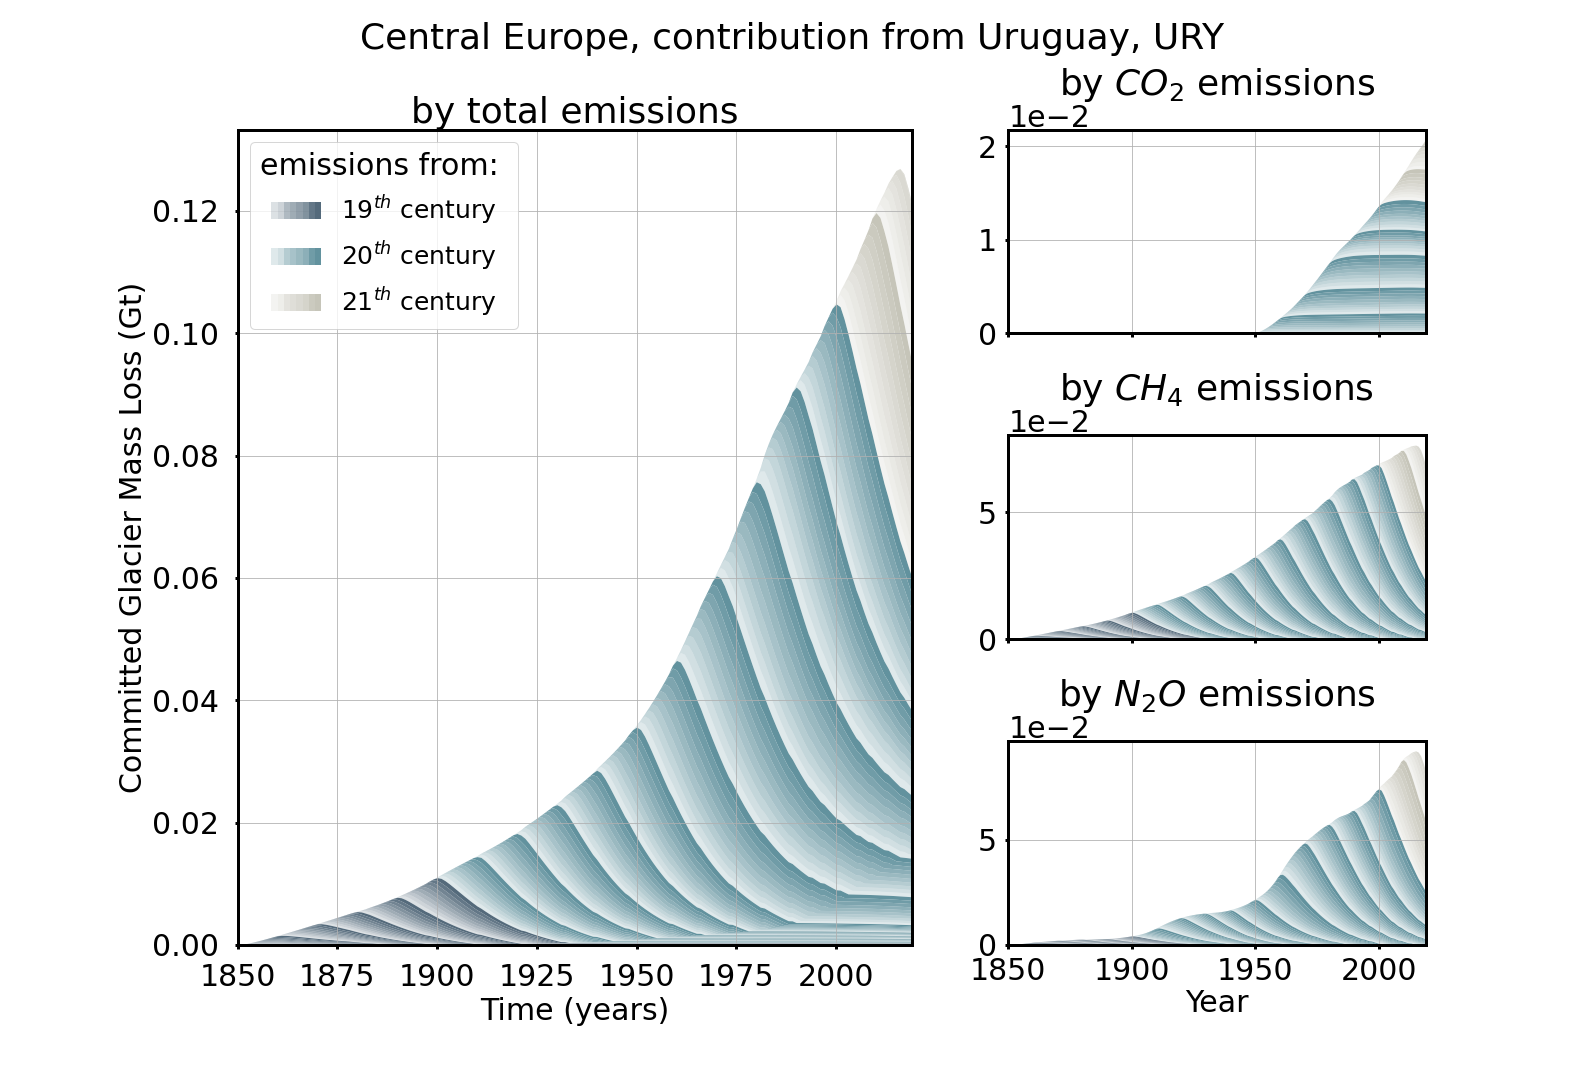 Central Europe, contribution from Uruguay, URY
by total emissions
Committed Glacier Mass Loss (Gt)
0.12
0.10
0.08
0.06
0.04
0.02
0.00
emissions from:
19th century
20th century
21th century
1850 1875 1900 1925 1950 1975 2000
Time (years)
by CO₂ emissions
1e−2
2
1
0
by CH₄ emissions
1e−2
5
0
by N₂O emissions
1e−2
5
0
1850 1900 1950 2000
Year